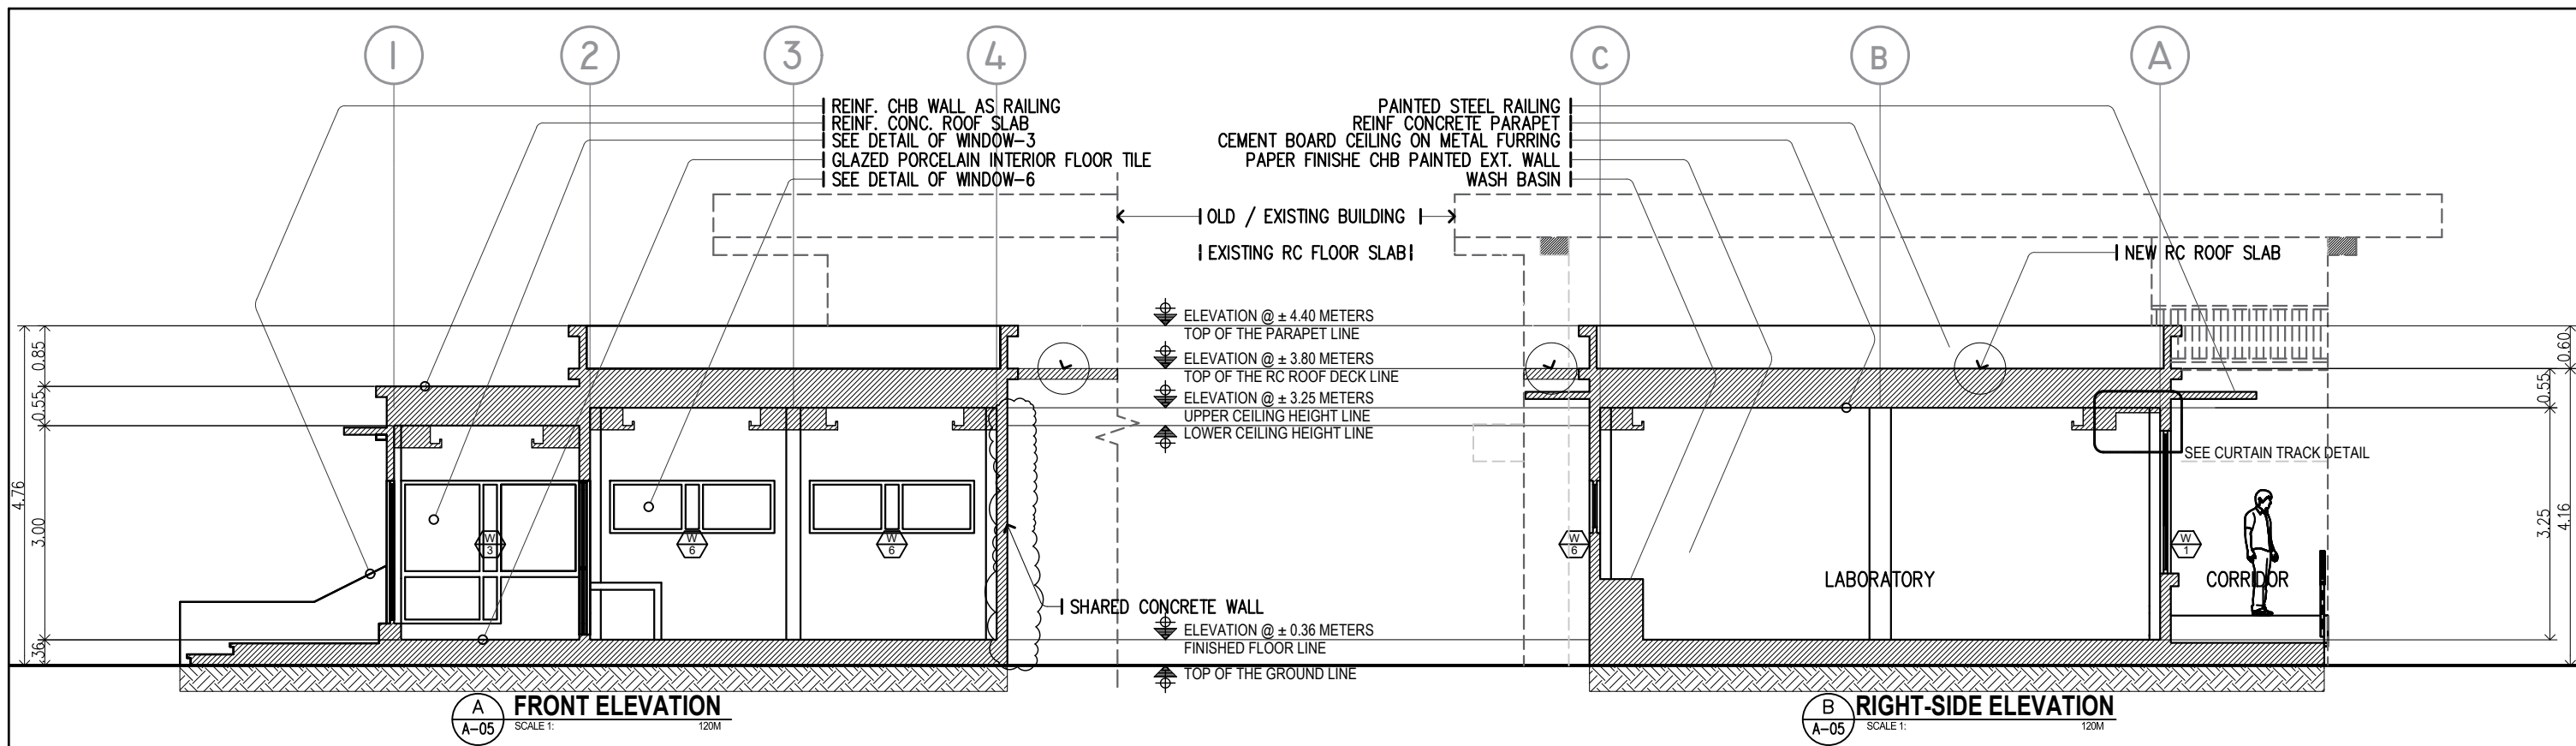 1 2 3 4 C B A
REINF. CHB WALL AS RAILING
REINF. CONC. ROOF SLAB
SEE DETAIL OF WINDOW-3
GLAZED PORCELAIN INTERIOR FLOOR TILE
SEE DETAIL OF WINDOW-6
PAINTED STEEL RAILING
REINF CONCRETE PARAPET
CEMENT BOARD CEILING ON METAL FURRING
PAPER FINISHE CHB PAINTED EXT. WALL
WASH BASIN
OLD / EXISTING BUILDING
EXISTING RC FLOOR SLAB
NEW RC ROOF SLAB
ELEVATION @ ± 4.40 METERS
TOP OF THE PARAPET LINE
ELEVATION @ ± 3.80 METERS
TOP OF THE RC ROOF DECK LINE
ELEVATION @ ± 3.25 METERS
UPPER CEILING HEIGHT LINE
LOWER CEILING HEIGHT LINE
0.85
0.55
3.00
.36
4.76
W
3
W
6
W
6
SHARED CONCRETE WALL
ELEVATION @ ± 0.36 METERS
FINISHED FLOOR LINE
TOP OF THE GROUND LINE
W
6
LABORATORY
W
1
CORRIDOR
SEE CURTAIN TRACK DETAIL
0.60
0.55
3.25
4.16
A
A-05
FRONT ELEVATION
SCALE 1: 120M
B
A-05
RIGHT-SIDE ELEVATION
SCALE 1: 120M